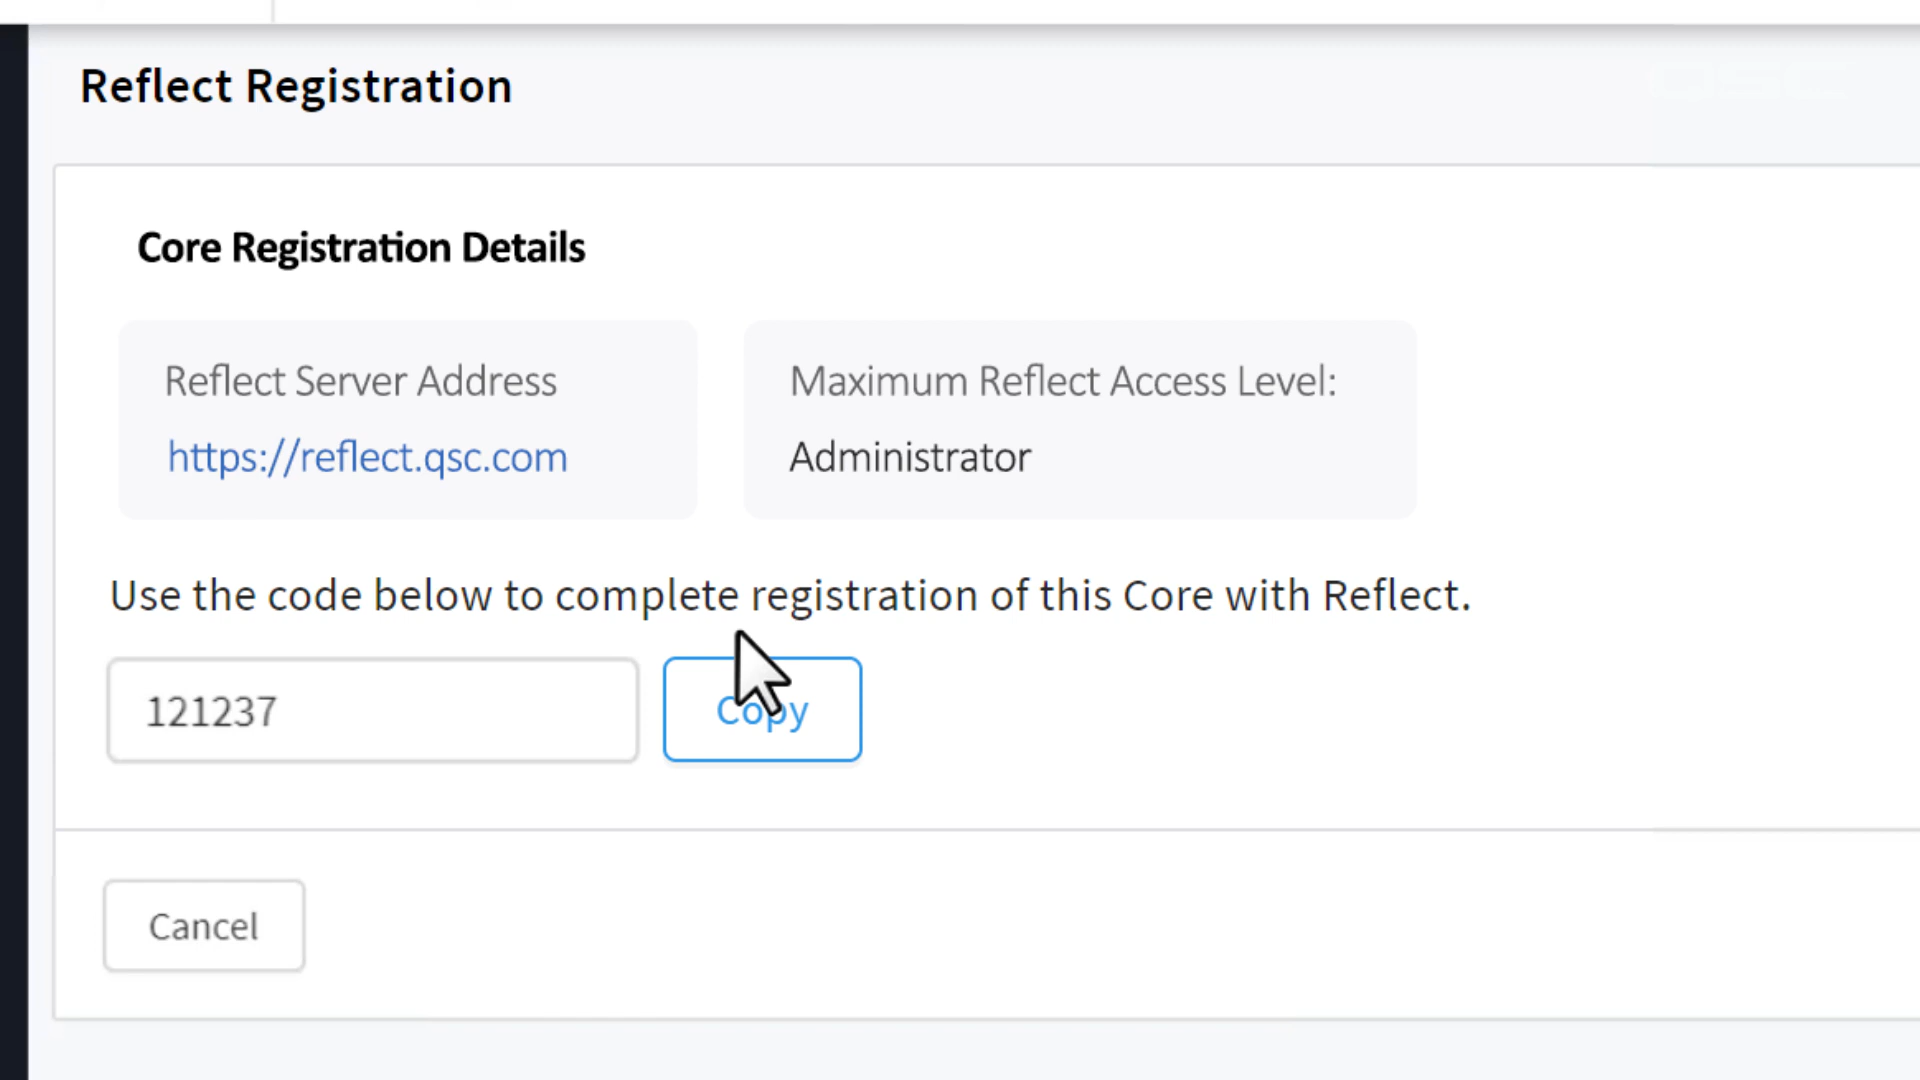 Reflect Registration
Core Registration Details
Reflect Server Address
https://reflect.qsc.com
Maximum Reflect Access Level:
Administrator
Use the code below to complete registration of this Core with Reflect.
121237
Copy
Cancel